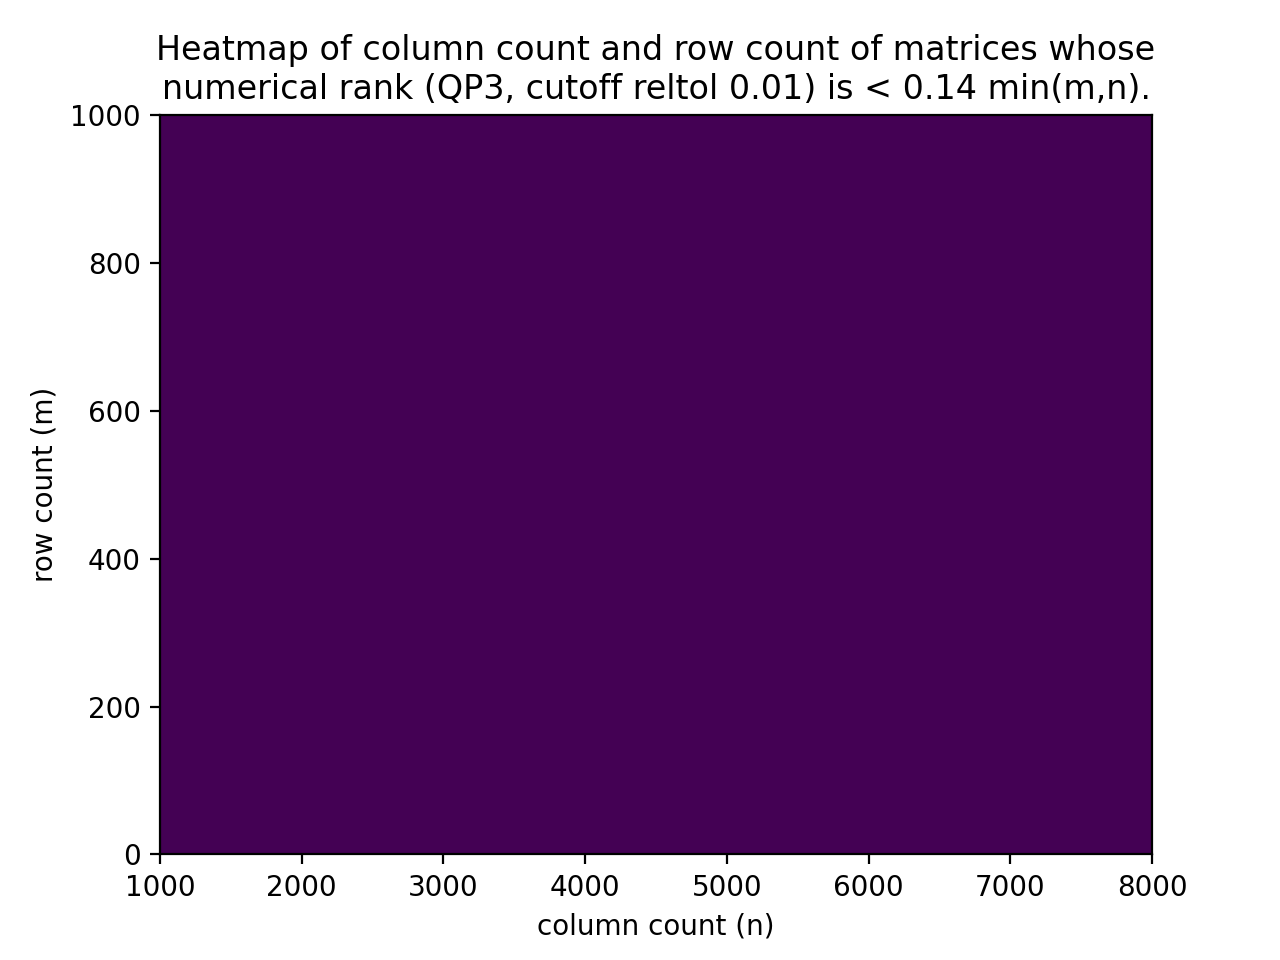 Heatmap of column count and row count of matrices whose
numerical rank (QP3, cutoff reltol 0.01) is < 0.14 min(m,n).
1000
800
600
400
200
0
row count (m)
1000 2000 3000 4000 5000 6000 7000 8000
column count (n)